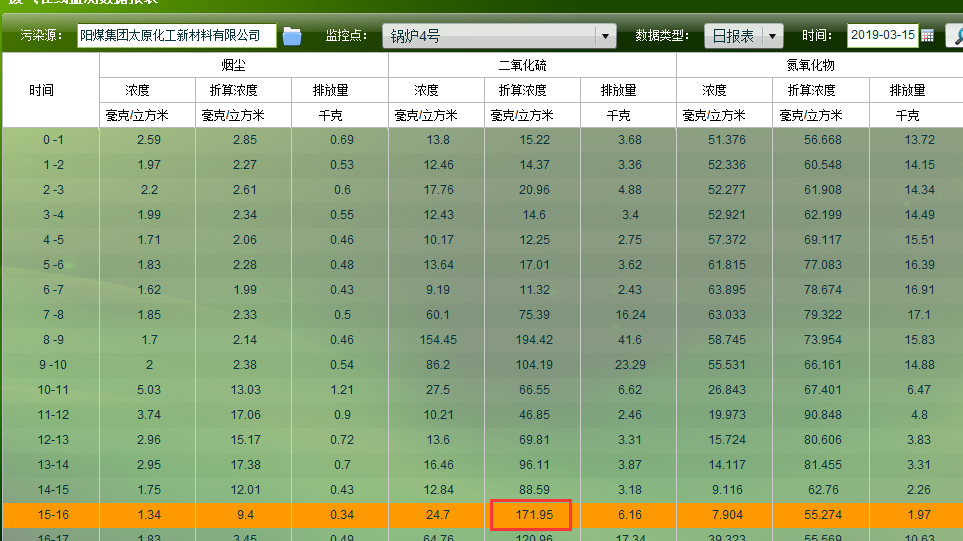 废气在线监测数据报表
污染源： 阳煤集团太原化工新材料有限公司 监控点： 锅炉4号 数据类型： 日报表 时间： 2019-03-15
时间 烟尘 二氧化硫 氮氧化物
浓度 折算浓度 排放量 浓度 折算浓度 排放量 浓度 折算浓度 排放量
毫克/立方米 毫克/立方米 千克 毫克/立方米 毫克/立方米 千克 毫克/立方米 毫克/立方米 千克
0 -1 2.59 2.85 0.69 13.8 15.22 3.68 51.376 56.668 13.72
1 -2 1.97 2.27 0.53 12.46 14.37 3.36 52.336 60.548 14.15
2 -3 2.2 2.61 0.6 17.76 20.96 4.88 52.277 61.908 14.34
3 -4 1.99 2.34 0.55 12.43 14.6 3.4 52.921 62.199 14.49
4 -5 1.71 2.06 0.46 10.17 12.25 2.75 57.372 69.117 15.51
5 -6 1.83 2.28 0.48 13.64 17.01 3.62 61.815 77.083 16.39
6 -7 1.62 1.99 0.43 9.19 11.32 2.43 63.895 78.674 16.91
7 -8 1.85 2.33 0.5 60.1 75.39 16.24 63.033 79.322 17.1
8 -9 1.7 2.14 0.46 154.45 194.42 41.6 58.745 73.954 15.83
9 -10 2 2.38 0.54 86.2 104.19 23.29 55.531 66.161 14.88
10-11 5.03 13.03 1.21 27.5 66.55 6.62 26.843 67.401 6.47
11-12 3.74 17.06 0.9 10.21 46.85 2.46 19.973 90.848 4.8
12-13 2.96 15.17 0.72 13.6 69.81 3.31 15.724 80.606 3.83
13-14 2.95 17.38 0.7 16.46 96.11 3.87 14.117 81.455 3.31
14-15 1.75 12.01 0.43 12.84 88.59 3.18 9.116 62.76 2.26
15-16 1.34 9.4 0.34 24.7 171.95 6.16 7.904 55.274 1.97
16-17 1.83 3.45 0.49 64.76 120.96 17.34 39.323 55.569 10.63